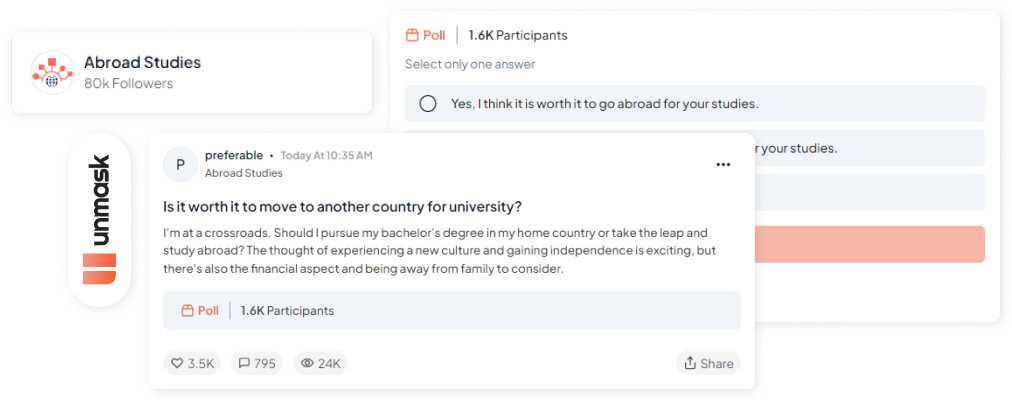 Abroad Studies
80k Followers
Poll | 1.6K Participants
Select only one answer
Yes, I think it is worth it to go abroad for your studies.
your studies.
unmask
P
preferable • Today At 10:35 AM
Abroad Studies
Is it worth it to move to another country for university?
I'm at a crossroads. Should I pursue my bachelor's degree in my home country or take the leap and
study abroad? The thought of experiencing a new culture and gaining independence is exciting, but
there's also the financial aspect and being away from family to consider.
Poll | 1.6K Participants
3.5K 795 24K Share